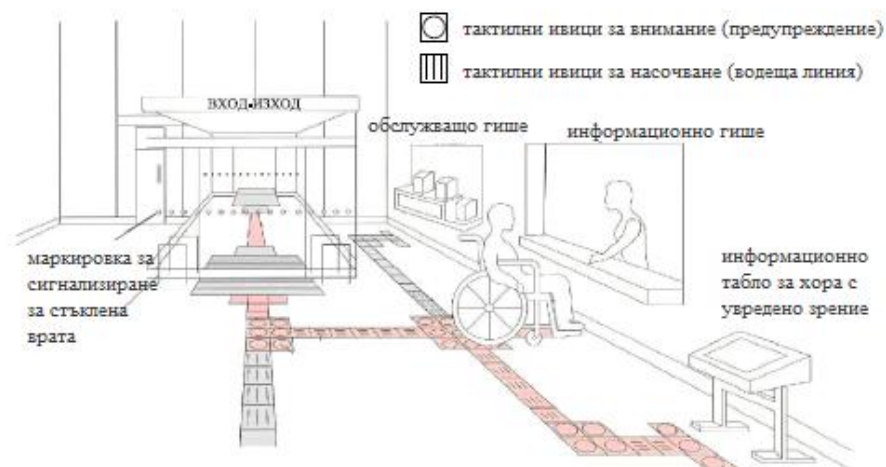 тактилни ивици за внимание (предупреждение)
тактилни ивици за насочване (водеща линия)
ВХОД-ИЗХОД
обслужващо гише
информационно гише
маркировка за
сигнализиране
за стъклена
врата
информационно
табло за хора с
увредено зрение